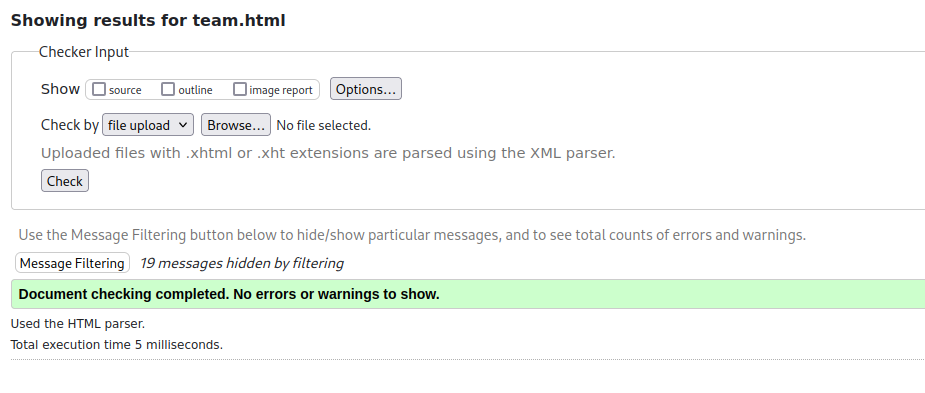 Showing results for team.html
Checker Input
Show source outline image report Options...
Check by file upload Browse... No file selected.
Uploaded files with .xhtml or .xht extensions are parsed using the XML parser.
Check
Use the Message Filtering button below to hide/show particular messages, and to see total counts of errors and warnings.
Message Filtering 19 messages hidden by filtering
Document checking completed. No errors or warnings to show.
Used the HTML parser.
Total execution time 5 milliseconds.